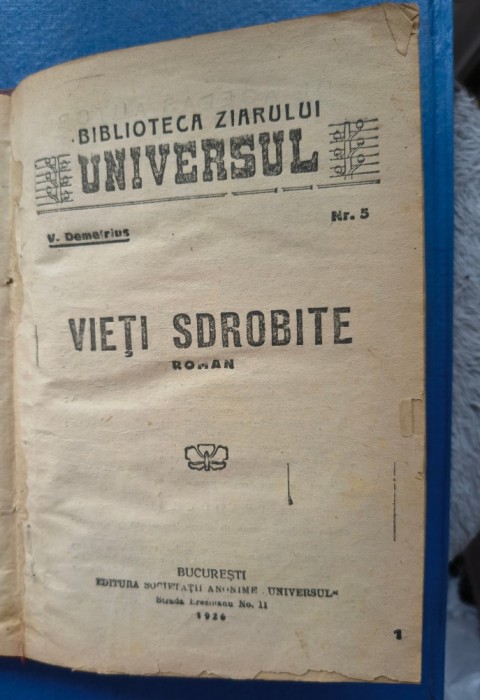 BIBLIOTECA ZIARULUI
UNIVERSUL
V. Demetrius
Nr. 5
VIEŢI SDROBITE
ROMAN
BUCUREŞTI
EDITURA SOCIETATII ANONIME „UNIVERSUL“
Strada Brezoianu No. 11
1926
1